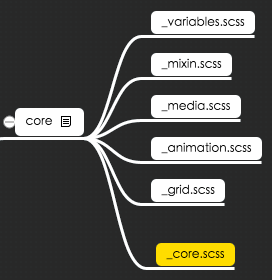 _variables.scss
_mixin.scss
_media.scss
core
_animation.scss
_grid.scss
_core.scss